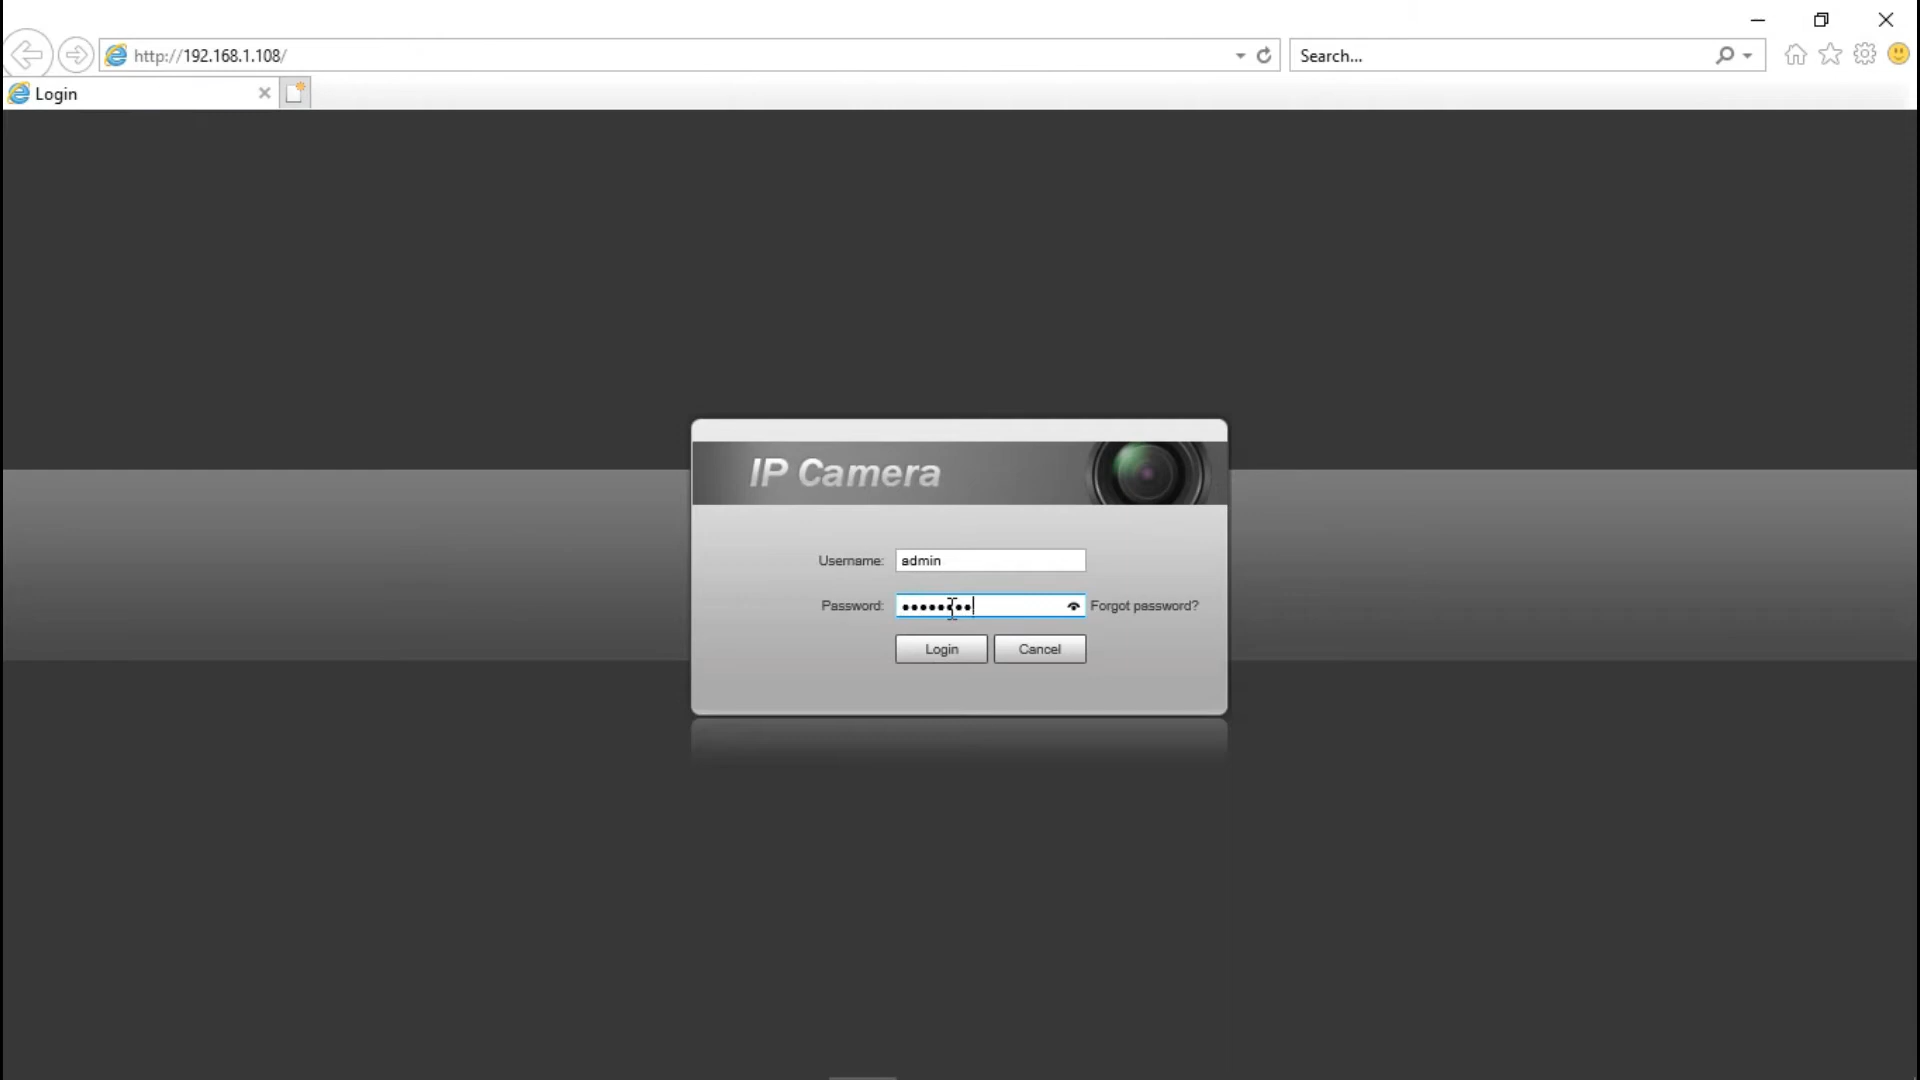 http://192.168.1.108/
Search...
Login
IP Camera
Username: admin
Password: ••••••••
Forgot password?
Login
Cancel